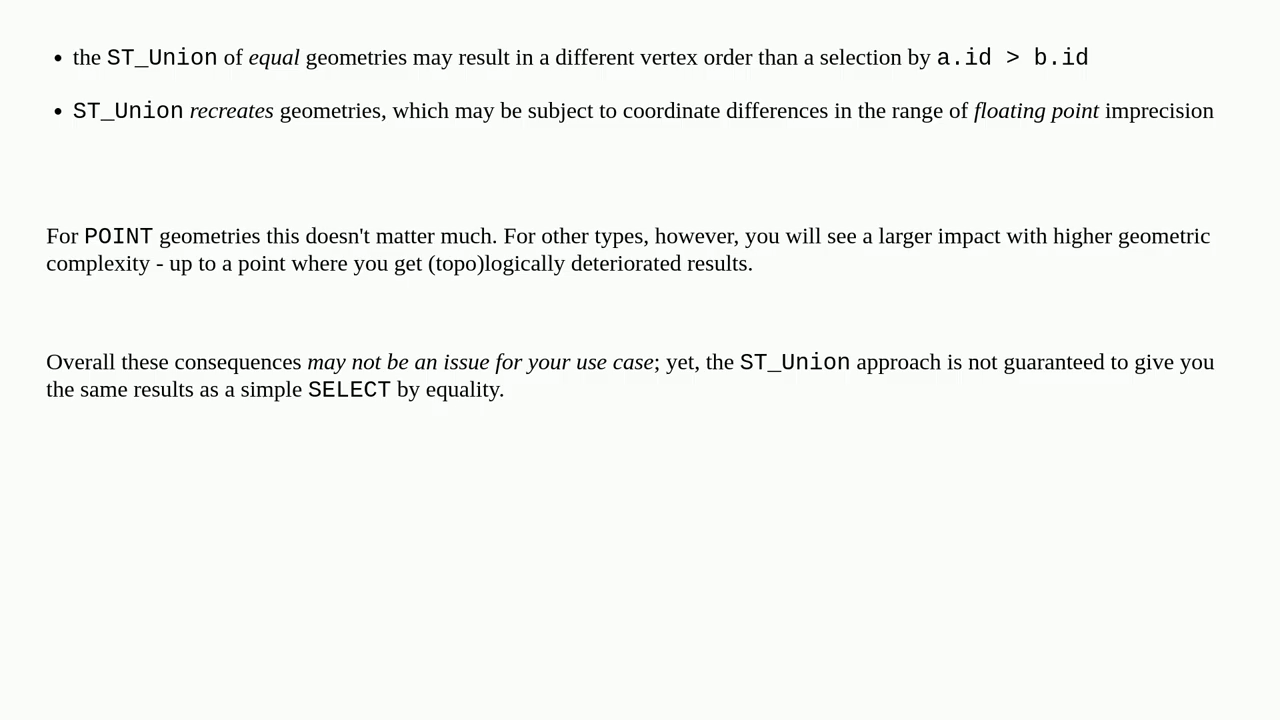 • the ST_Union of equal geometries may result in a different vertex order than a selection by a.id > b.id
• ST_Union recreates geometries, which may be subject to coordinate differences in the range of floating point imprecision
For POINT geometries this doesn't matter much. For other types, however, you will see a larger impact with higher geometric
complexity - up to a point where you get (topo)logically deteriorated results.
Overall these consequences may not be an issue for your use case; yet, the ST_Union approach is not guaranteed to give you
the same results as a simple SELECT by equality.